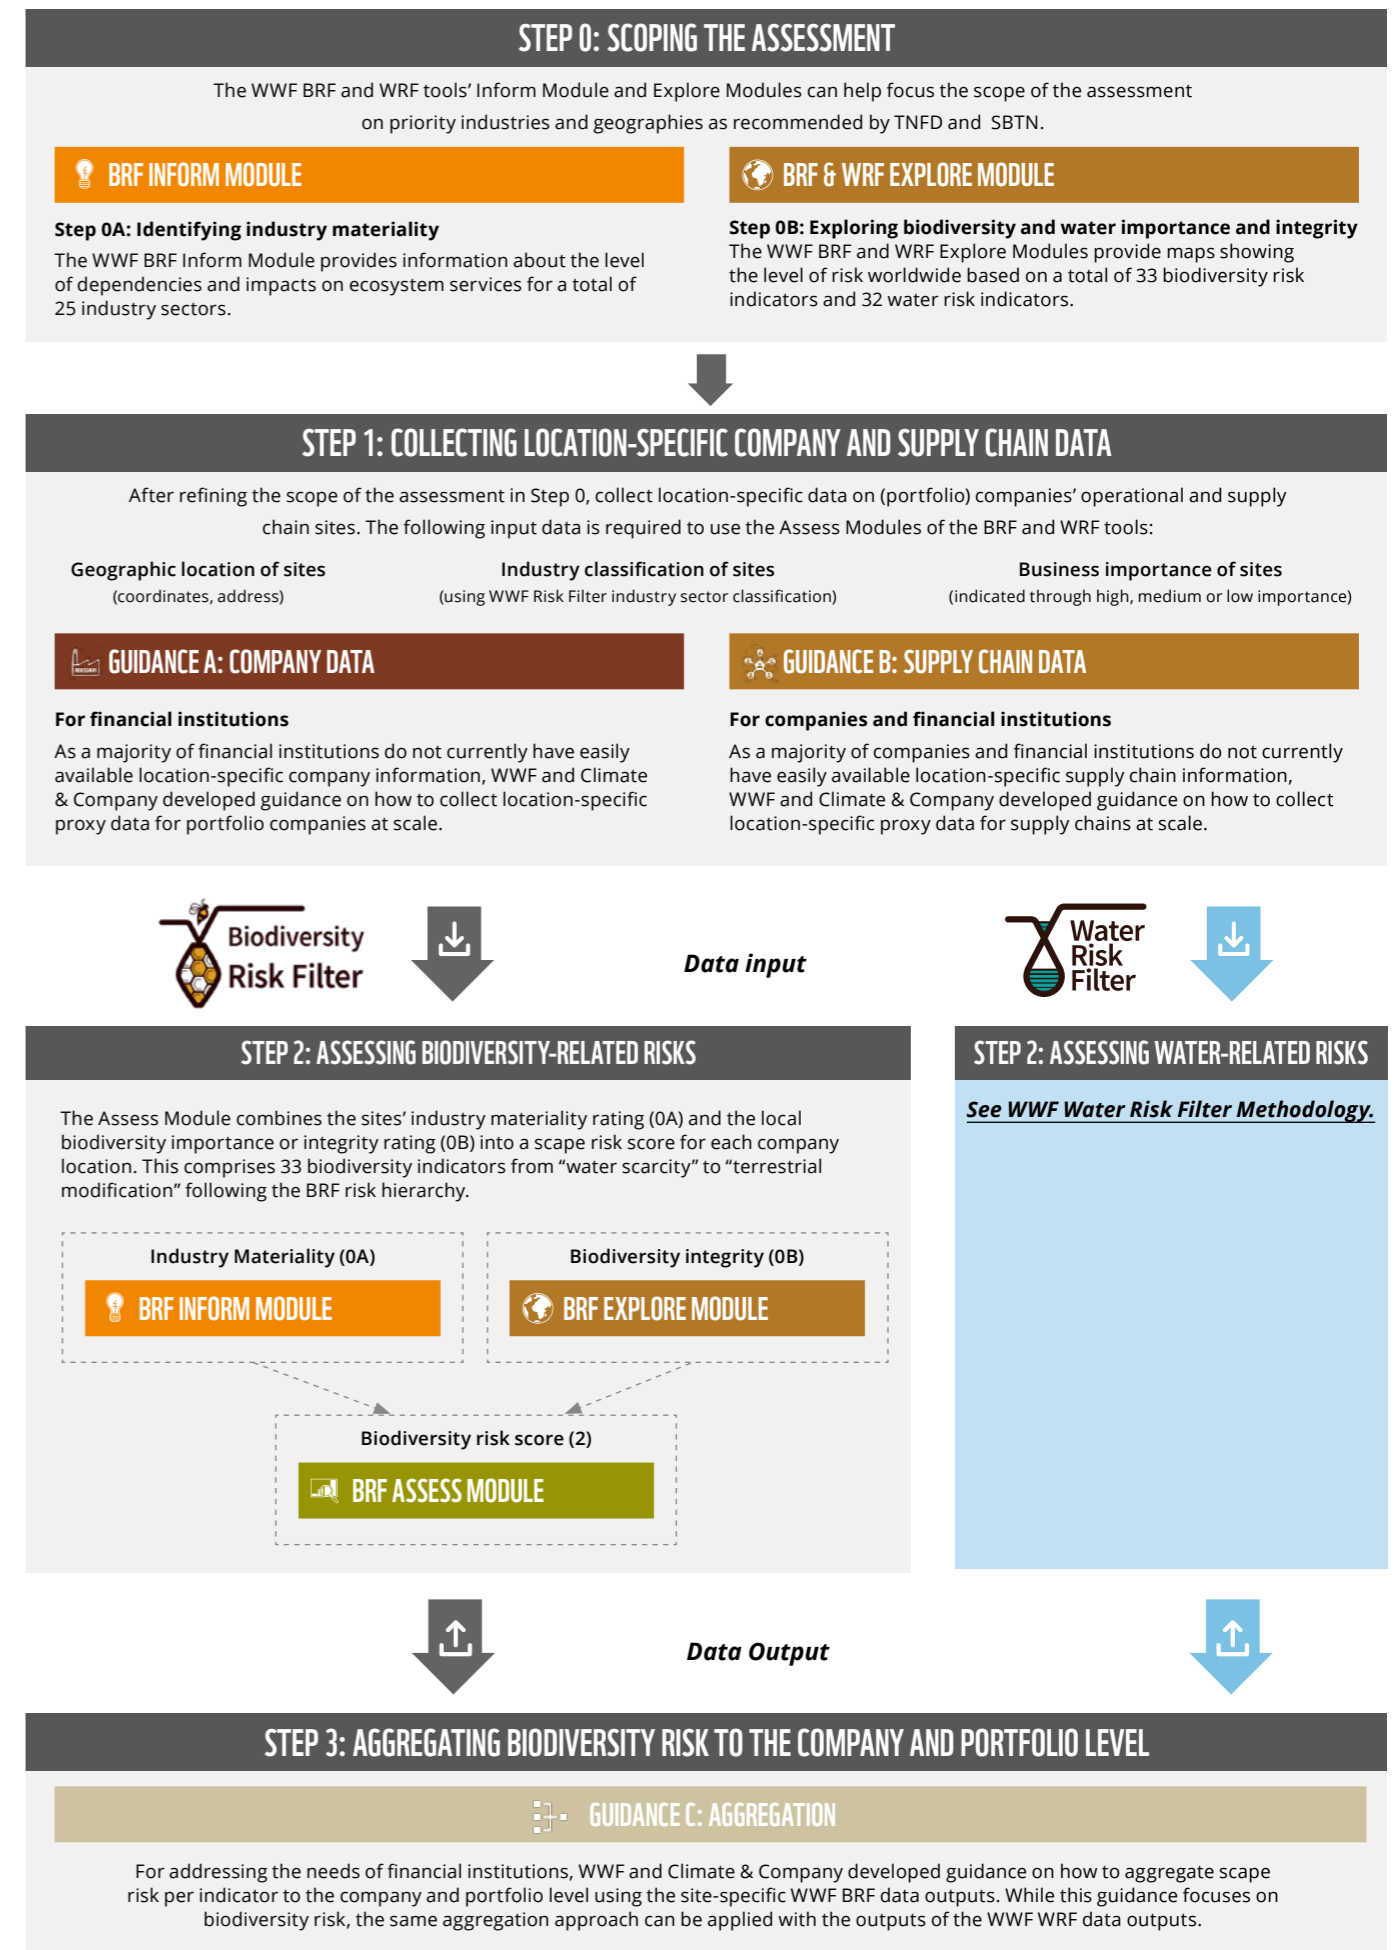 STEP 0: SCOPING THE ASSESSMENT
The WWF BRF and WRF tools' Inform Module and Explore Modules can help focus the scope of the assessment
on priority industries and geographies as recommended by TNFD and SBTN.
BRF INFORM MODULE
Step 0A: Identifying industry materiality
The WWF BRF Inform Module provides information about the level
of dependencies and impacts on ecosystem services for a total of
25 industry sectors.
BRF & WRF EXPLORE MODULE
Step 0B: Exploring biodiversity and water importance and integrity
The WWF BRF and WRF Explore Modules provide maps showing
the level of risk worldwide based on a total of 33 biodiversity risk
indicators and 32 water risk indicators.
STEP 1: COLLECTING LOCATION-SPECIFIC COMPANY AND SUPPLY CHAIN DATA
After refining the scope of the assessment in Step 0, collect location-specific data on (portfolio) companies' operational and supply
chain sites. The following input data is required to use the Assess Modules of the BRF and WRF tools:
Geographic location of sites
(coordinates, address)
Industry classification of sites
(using WWF Risk Filter industry sector classification)
Business importance of sites
(indicated through high, medium or low importance)
GUIDANCE A: COMPANY DATA
For financial institutions
As a majority of financial institutions do not currently have easily
available location-specific company information, WWF and Climate
& Company developed guidance on how to collect location-specific
proxy data for portfolio companies at scale.
GUIDANCE B: SUPPLY CHAIN DATA
For companies and financial institutions
As a majority of companies and financial institutions do not currently
have easily available location-specific supply chain information,
WWF and Climate & Company developed guidance on how to collect
location-specific proxy data for supply chains at scale.
Biodiversity
Risk Filter
Data input
Water
Risk
Filter
STEP 2: ASSESSING BIODIVERSITY-RELATED RISKS
The Assess Module combines the sites' industry materiality rating (0A) and the local
biodiversity importance or integrity rating (0B) into a scape risk score for each company
location. This comprises 33 biodiversity indicators from “water scarcity” to “terrestrial
modification” following the BRF risk hierarchy.
Industry Materiality (0A)
BRF INFORM MODULE
Biodiversity integrity (0B)
BRF EXPLORE MODULE
Biodiversity risk score (2)
BRF ASSESS MODULE
STEP 2: ASSESSING WATER-RELATED RISKS
See WWF Water Risk Filter Methodology.
Data Output
STEP 3: AGGREGATING BIODIVERSITY RISK TO THE COMPANY AND PORTFOLIO LEVEL
GUIDANCE C: AGGREGATION
For addressing the needs of financial institutions, WWF and Climate & Company developed guidance on how to aggregate scape
risk per indicator to the company and portfolio level using the site-specific WWF BRF data outputs. While this guidance focuses on
biodiversity risk, the same aggregation approach can be applied with the outputs of the WWF WRF data outputs.